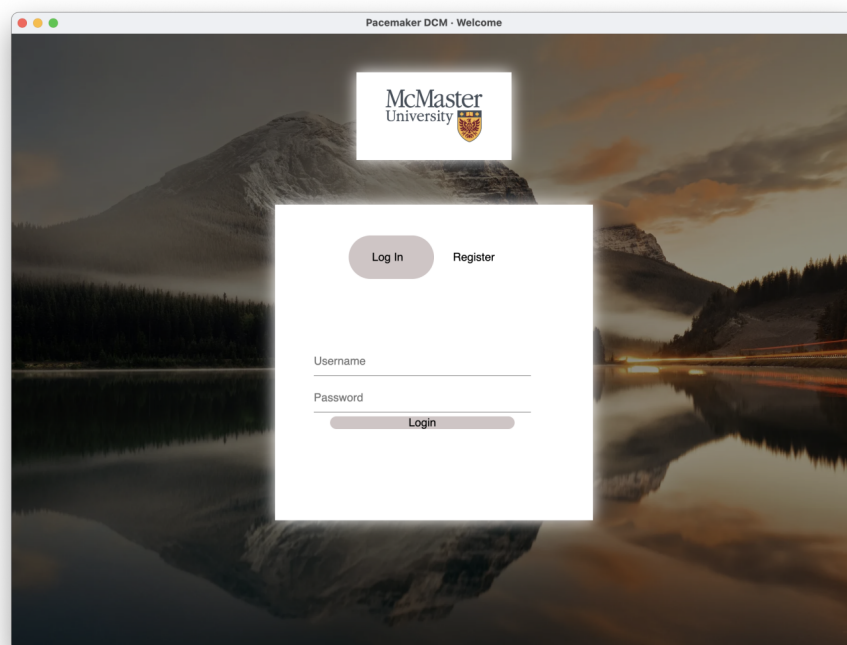 Pacemaker DCM · Welcome
McMaster
University
Log In Register
Username
Password
Login